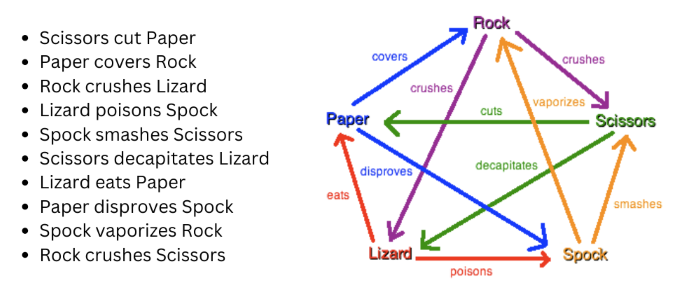 Scissors cut Paper
Paper covers Rock
Rock crushes Lizard
Lizard poisons Spock
Spock smashes Scissors
Scissors decapitates Lizard
Lizard eats Paper
Paper disproves Spock
Spock vaporizes Rock
Rock crushes Scissors
Rock
covers
crushes
crushes
vaporizes
cuts
Paper
Scissors
disproves
decapitates
eats
smashes
Lizard
Spock
poisons